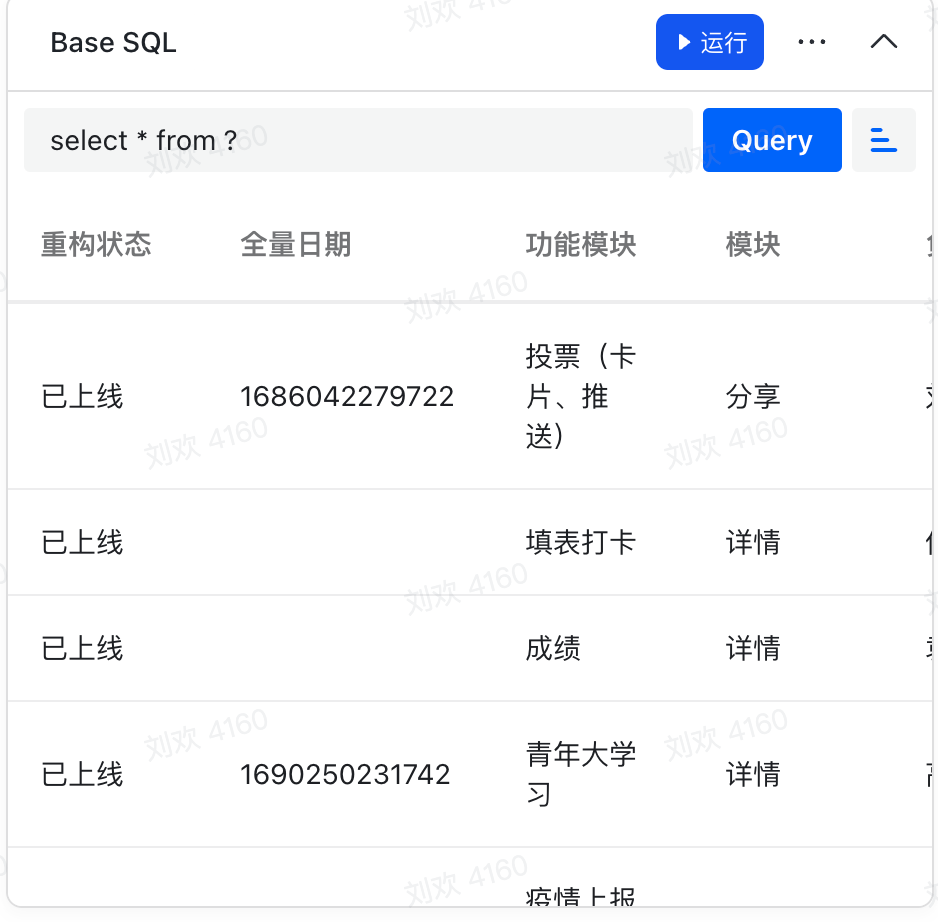 Base SQL
运行
select * from ?
Query
重构状态 全量日期 功能模块 模块
已上线 1686042279722 投票（卡片、推送） 分享
已上线 填表打卡 详情
已上线 成绩 详情
已上线 1690250231742 青年大学习 详情
疫情上报
刘欢 4160